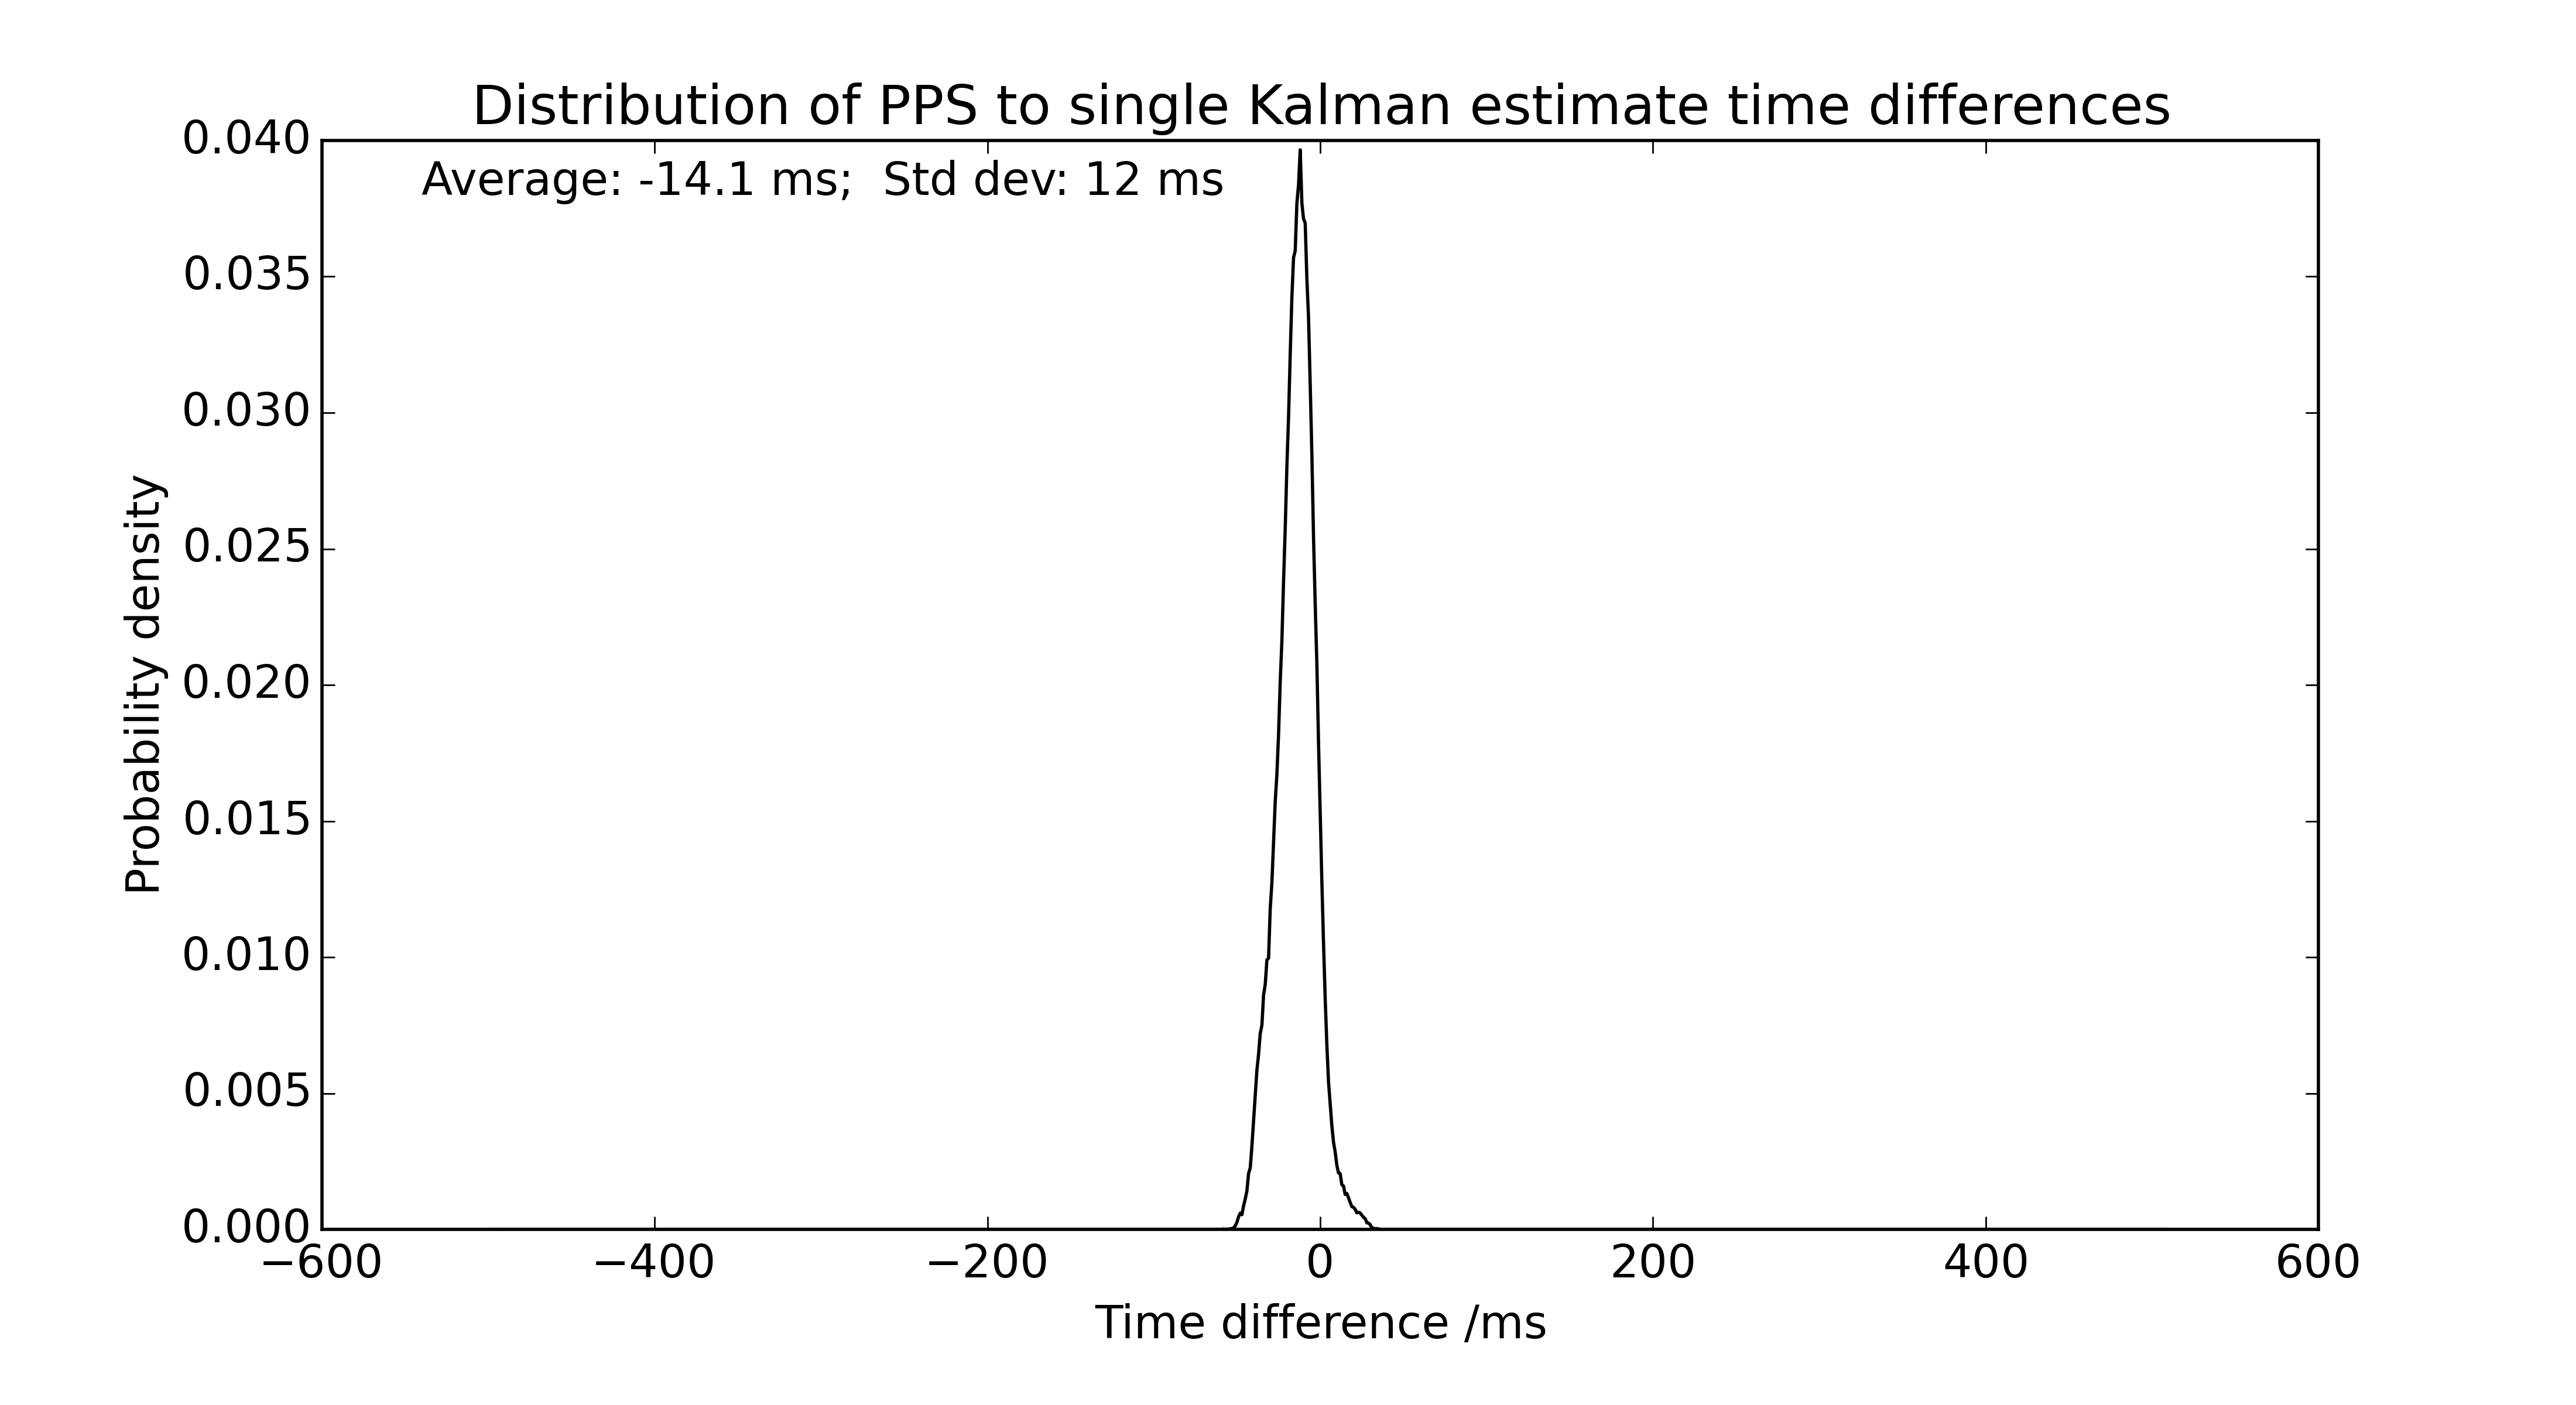 Distribution of PPS to single Kalman estimate time differences
Average: -14.1 ms;  Std dev: 12 ms
0.040
0.035
0.030
0.025
0.020
0.015
0.010
0.005
0.000
Probability density
−600 −400 −200 0 200 400 600
Time difference /ms